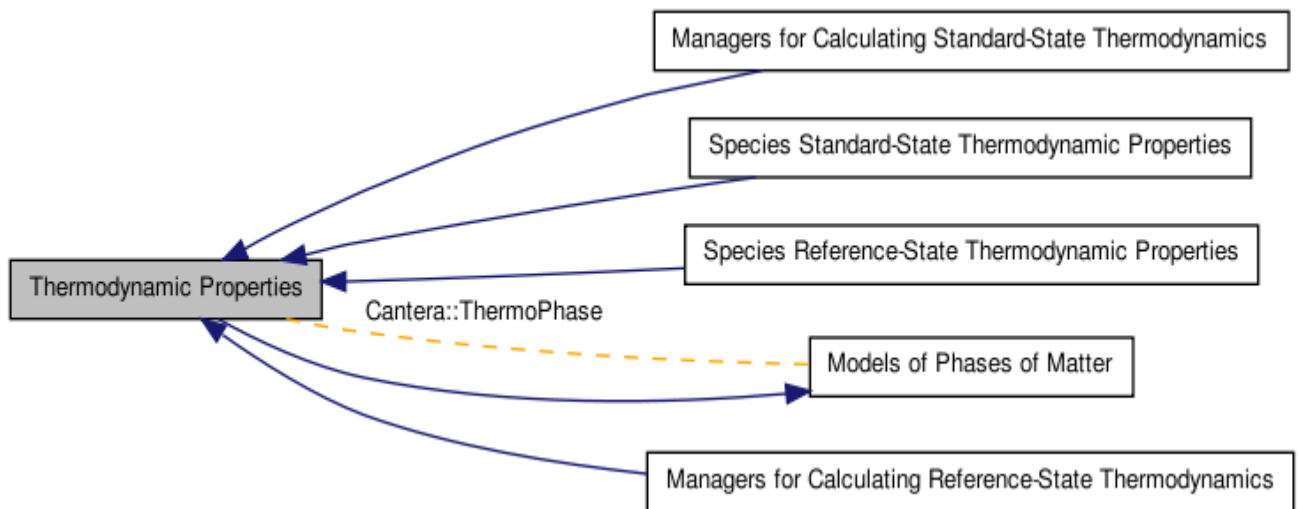 Managers for Calculating Standard-State Thermodynamics
Species Standard-State Thermodynamic Properties
Species Reference-State Thermodynamic Properties
Thermodynamic Properties
Cantera::ThermoPhase
Models of Phases of Matter
Managers for Calculating Reference-State Thermodynamics